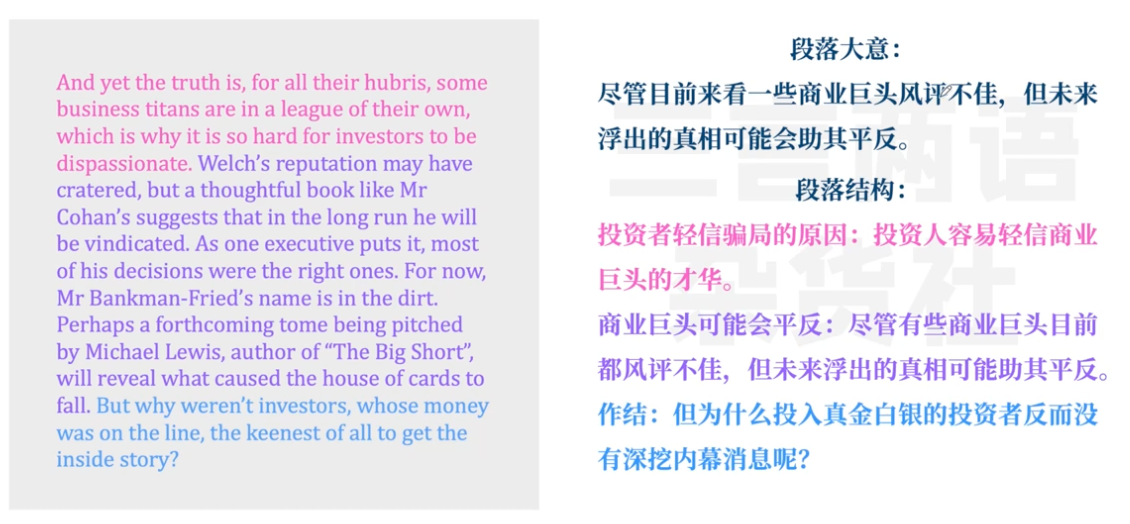 And yet the truth is, for all their hubris, some
business titans are in a league of their own,
which is why it is so hard for investors to be
dispassionate. Welch’s reputation may have
cratered, but a thoughtful book like Mr
Cohan’s suggests that in the long run he will
be vindicated. As one executive puts it, most
of his decisions were the right ones. For now,
Mr Bankman-Fried’s name is in the dirt.
Perhaps a forthcoming tome being pitched
by Michael Lewis, author of “The Big Short”,
will reveal what caused the house of cards to
fall. But why weren’t investors, whose money
was on the line, the keenest of all to get the
inside story?
段落大意：
尽管目前来看一些商业巨头风评不佳，但未来
浮出的真相可能会助其平反。
段落结构：
投资者轻信骗局的原因：投资人容易轻信商业
巨头的才华。
商业巨头可能会平反：尽管有些商业巨头目前
都风评不佳，但未来浮出的真相可能助其平反。
作结：但为什么投入真金白银的投资者反而没
有深挖内幕消息呢？
三言两语
杂货社